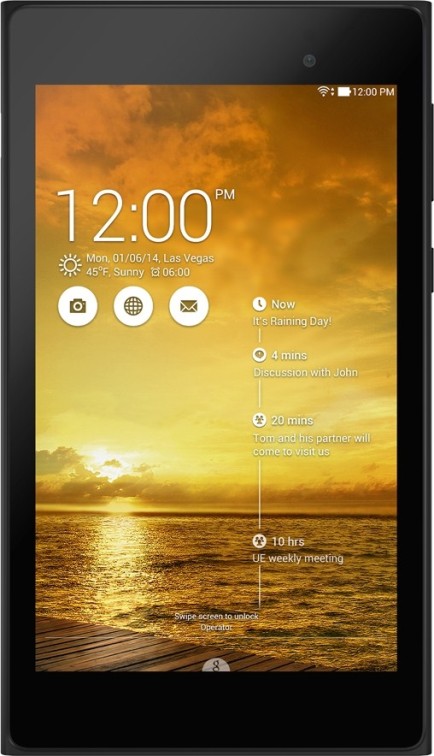 12:00 PM
12:00 PM
Mon, 01/06/14, Las Vegas
45°F, Sunny 06:00
Now
It's Raining Day!
4 mins
Discussion with John
20 mins
Tom and his partner will
come to visit us
10 hrs
UE weekly meeting
Swipe screen to unlock
Operator
g